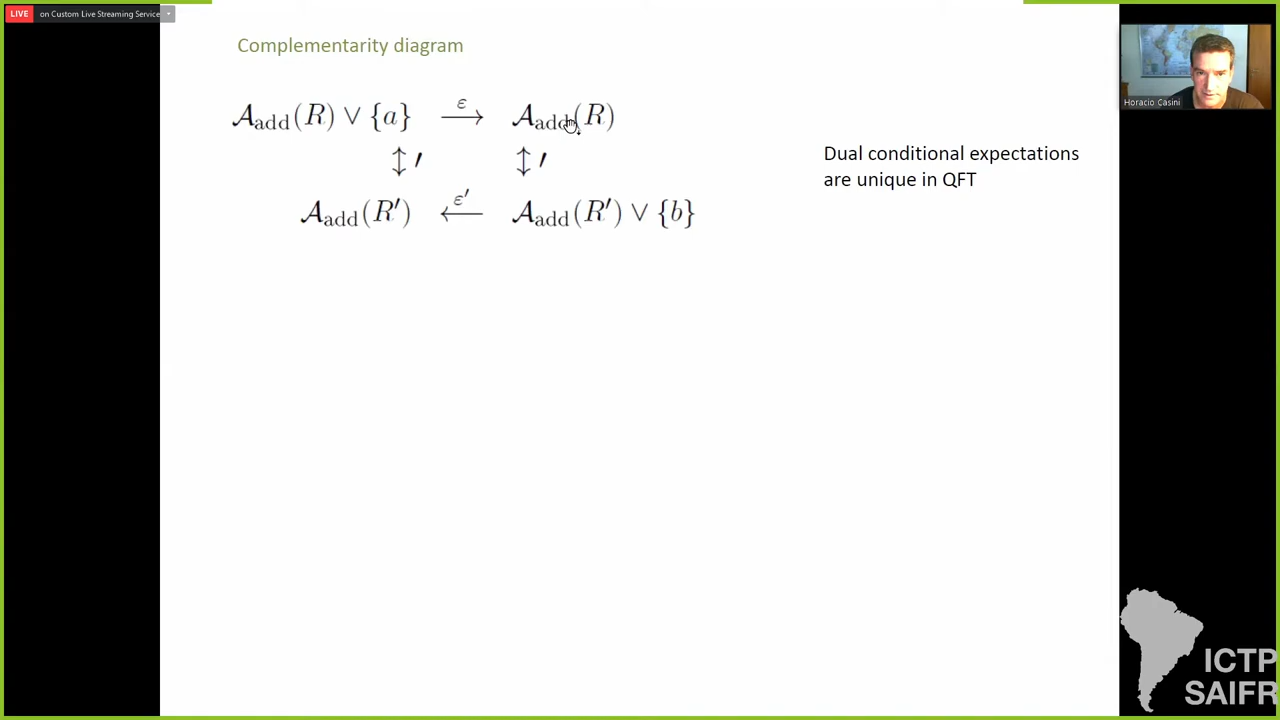 LIVE on Custom Live Streaming Service
Complementarity diagram
𝒜add(R) ∨ {a} ε⟶ 𝒜add(R)
↕ ′ ↕ ′
𝒜add(R′) ε′⟵ 𝒜add(R′) ∨ {b}
Dual conditional expectations
are unique in QFT
Horacio Casini
ICTP
SAIFR